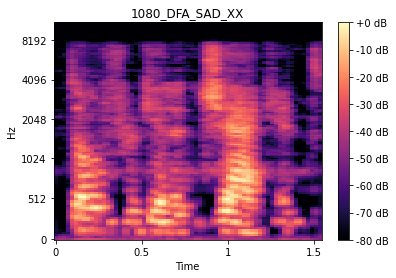 1080_DFA_SAD_XX
Hz
8192
4096
2048
1024
512
0
0
0.5
1
1.5
Time
+0 dB
-10 dB
-20 dB
-30 dB
-40 dB
-50 dB
-60 dB
-70 dB
-80 dB